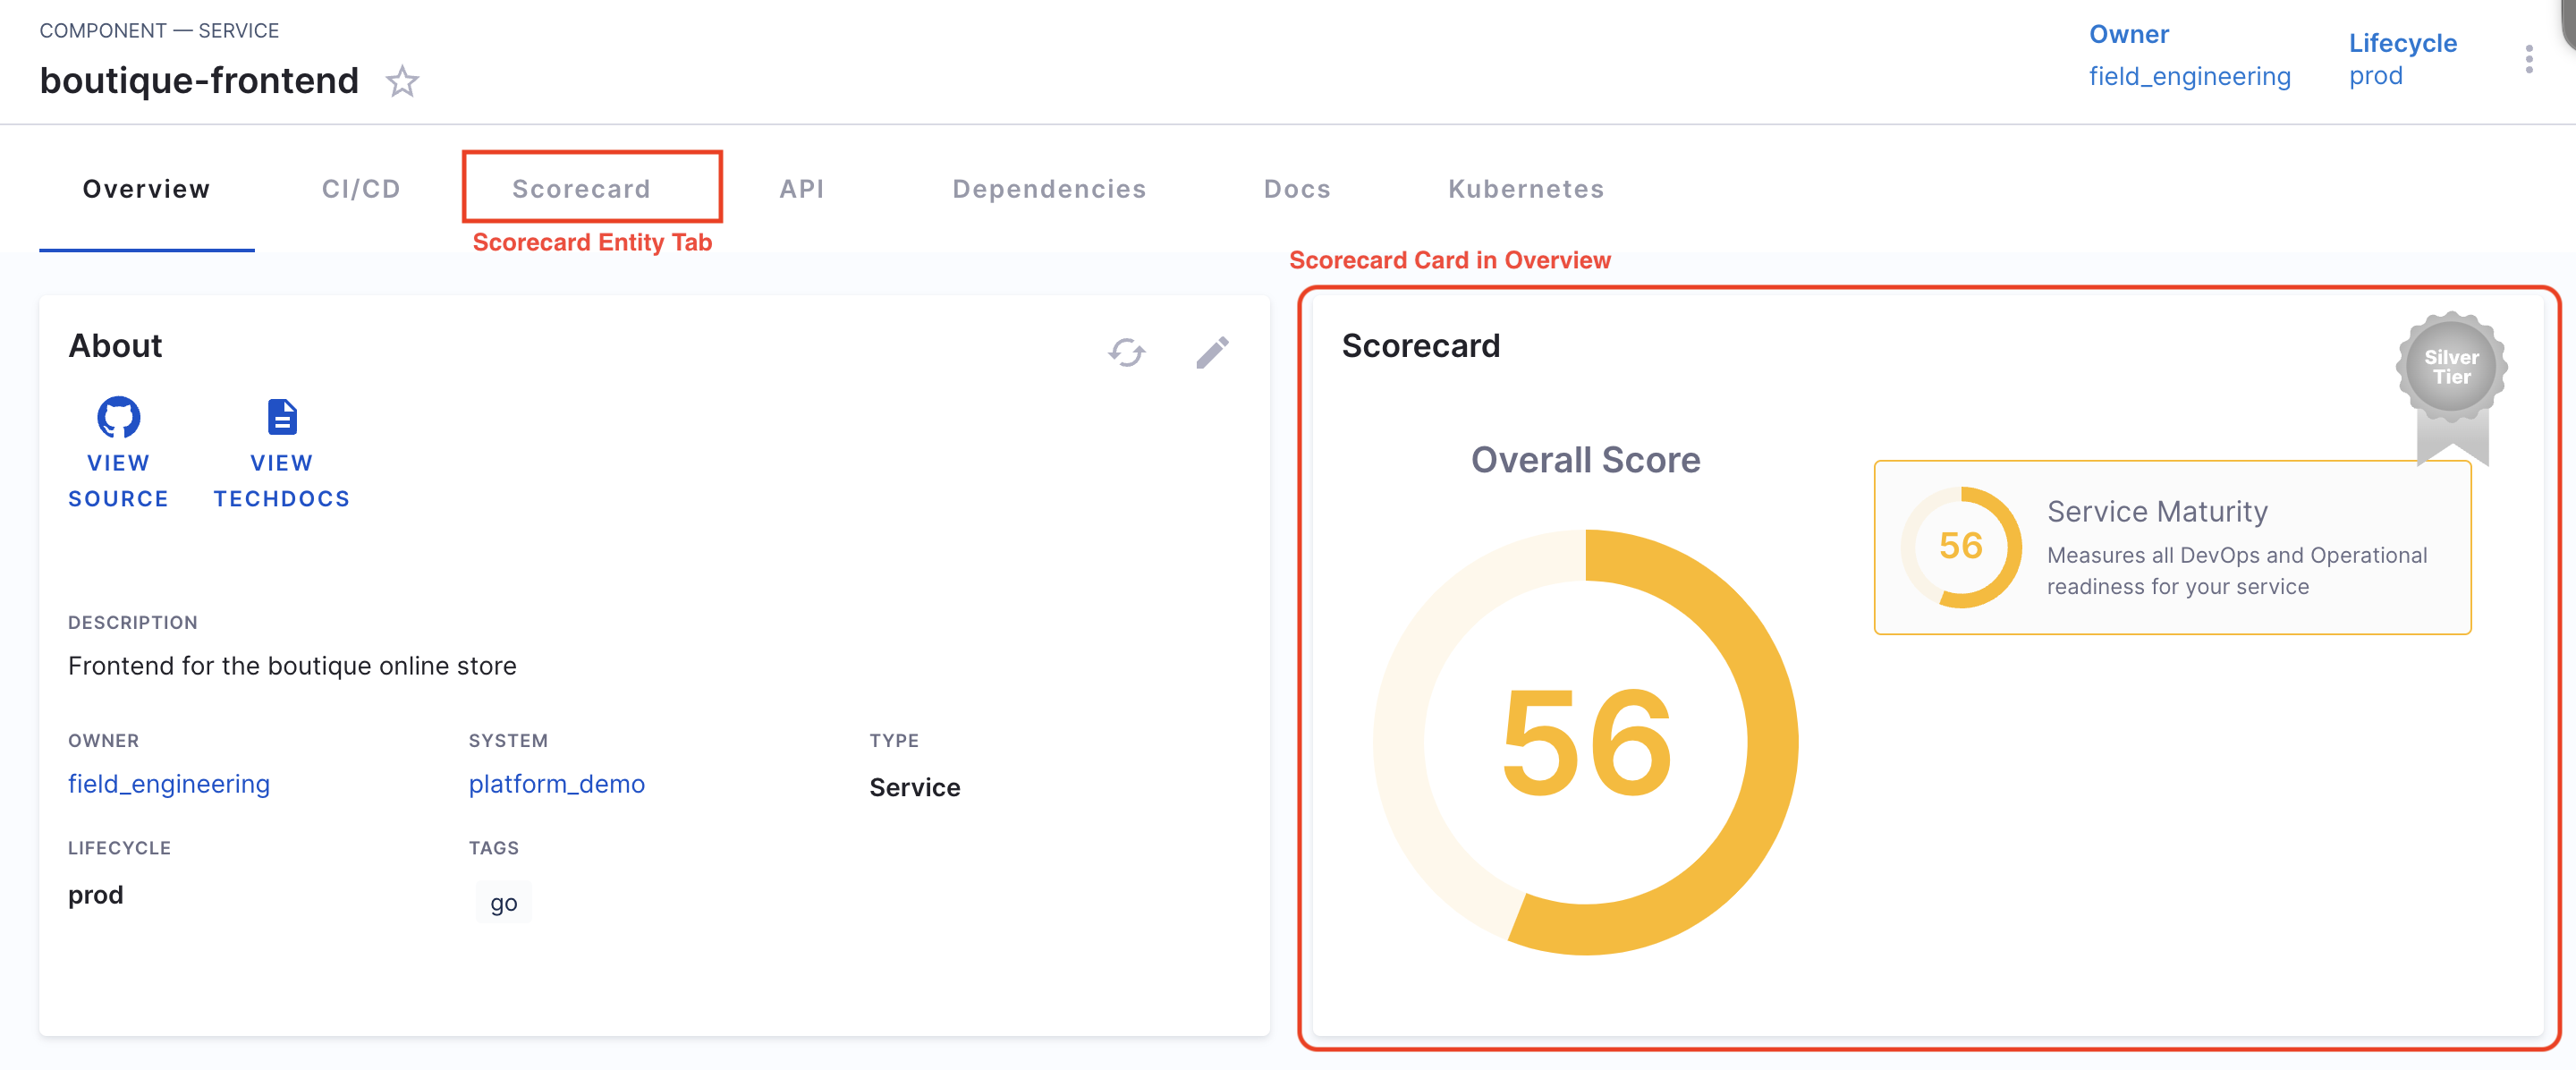 COMPONENT — SERVICE
boutique-frontend
Owner
field_engineering
Lifecycle
prod
Overview
CI/CD
Scorecard
API
Dependencies
Docs
Kubernetes
Scorecard Entity Tab
Scorecard Card in Overview
About
VIEW
SOURCE
VIEW
TECHDOCS
DESCRIPTION
Frontend for the boutique online store
OWNER
field_engineering
SYSTEM
platform_demo
TYPE
Service
LIFECYCLE
prod
TAGS
go
Scorecard
Silver
Tier
Overall Score
56
56
Service Maturity
Measures all DevOps and Operational
readiness for your service